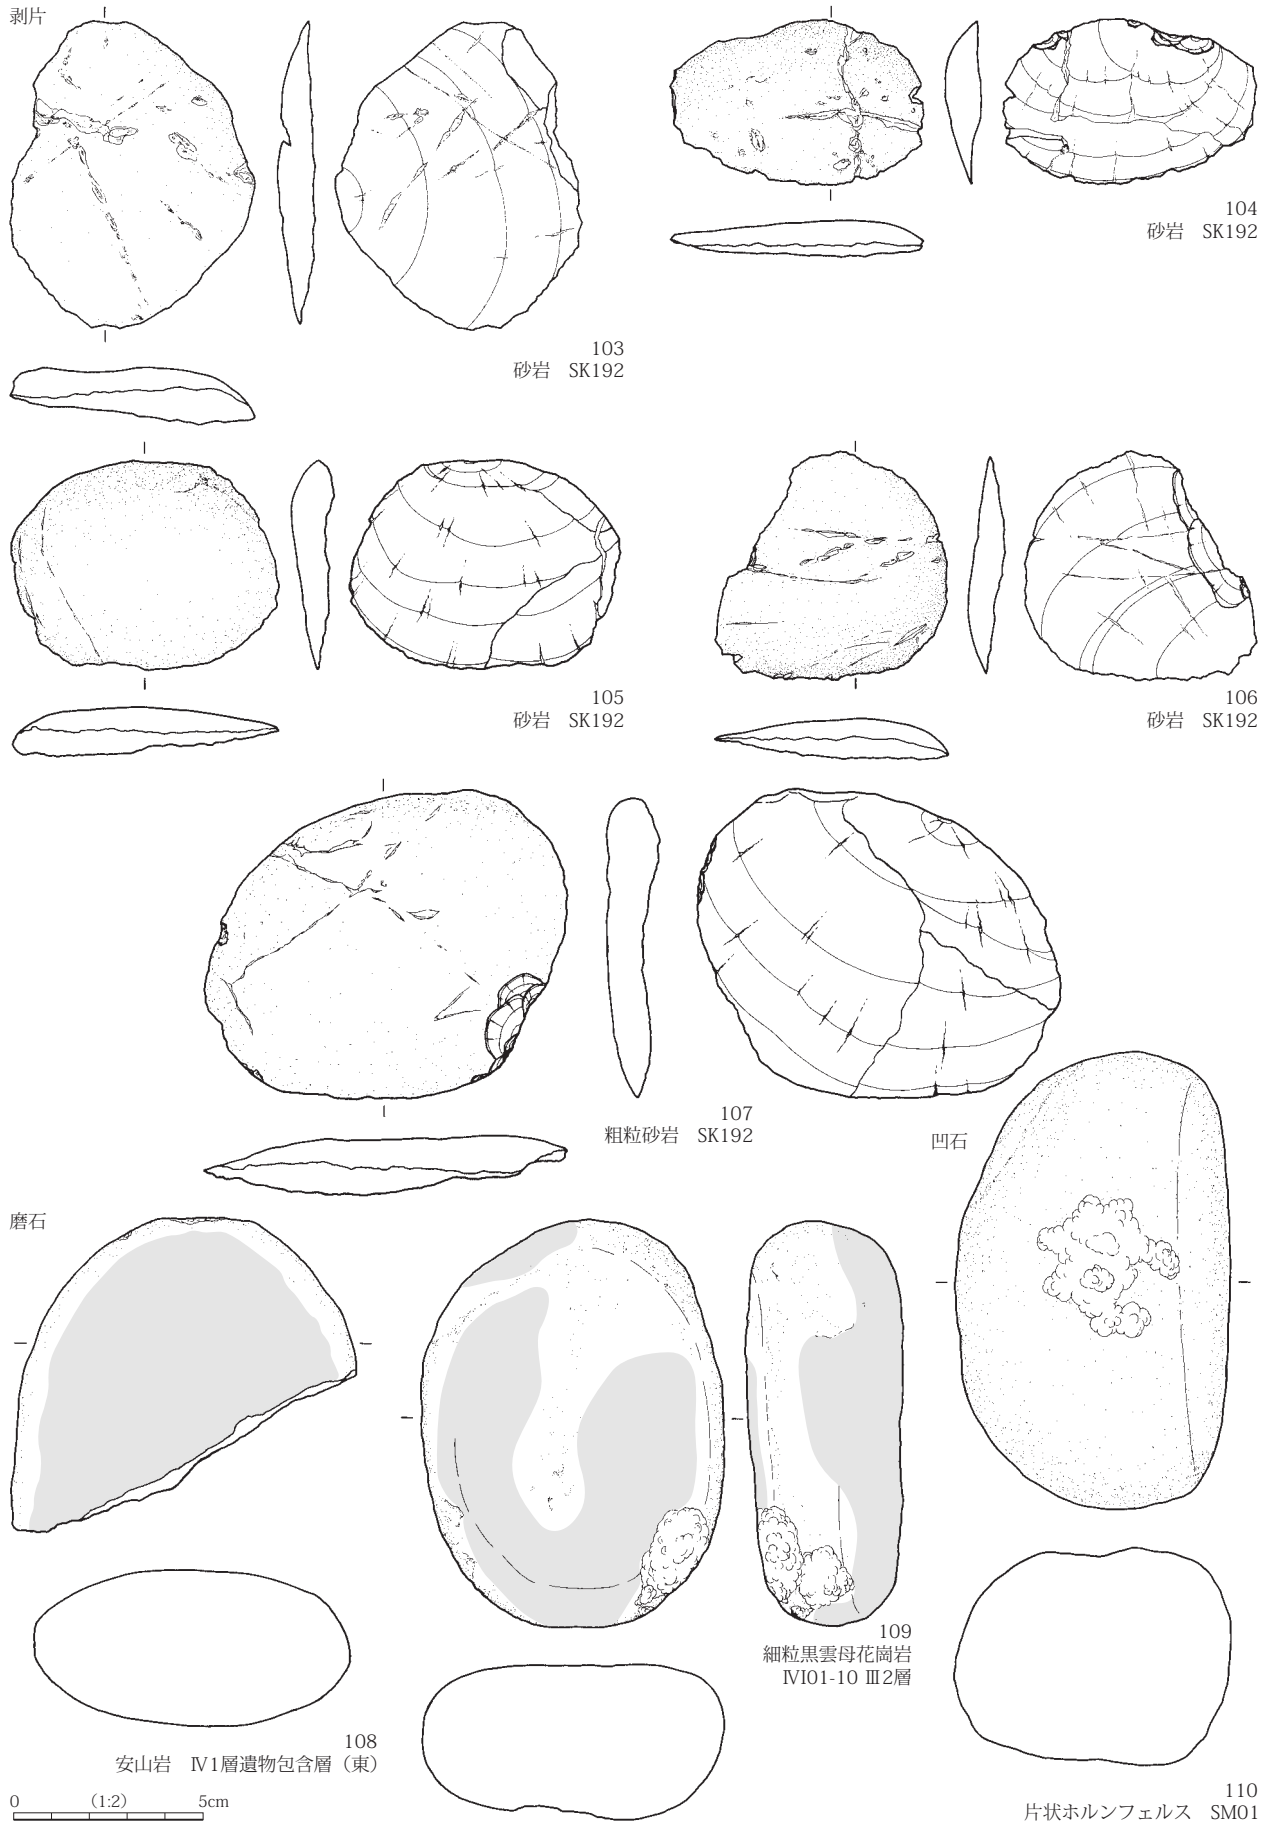 剥片
103
砂岩　SK192
104
砂岩　SK192
105
砂岩　SK192
106
砂岩　SK192
107
粗粒砂岩　SK192
凹石
磨石
108
安山岩　Ⅳ1層遺物包含層（東）
109
細粒黒雲母花崗岩
ⅣI01-10 Ⅲ2層
110
片状ホルンフェルス　SM01
0　(1:2)　5cm